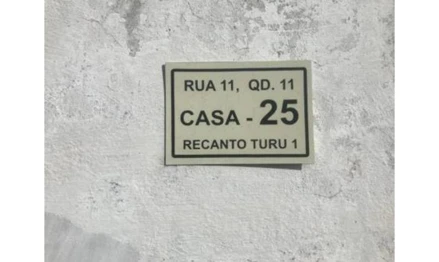 RUA 11, QD. 11
CASA - 25
RECANTO TURU 1